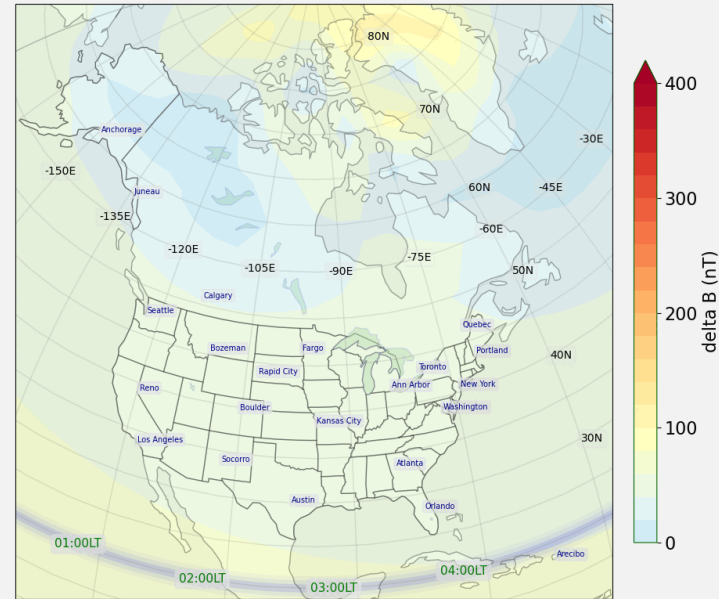 80N
400
70N
Anchorage
-30E
-150E
60N
-45E
Juneau
300
-135E
-60E
-120E
-75E
-105E
-90E
50N
Calgary
delta B (nT)
Seattle
200
Quebec
Bozeman
Fargo
Portland
40N
Toronto
Rapid City
Ann Arbor
New York
Reno
Boulder
Washington
Kansas City
100
Los Angeles
30N
Socorro
Atlanta
Austin
Orlando
01:00LT
0
Arecibo
04:00LT
02:00LT
03:00LT